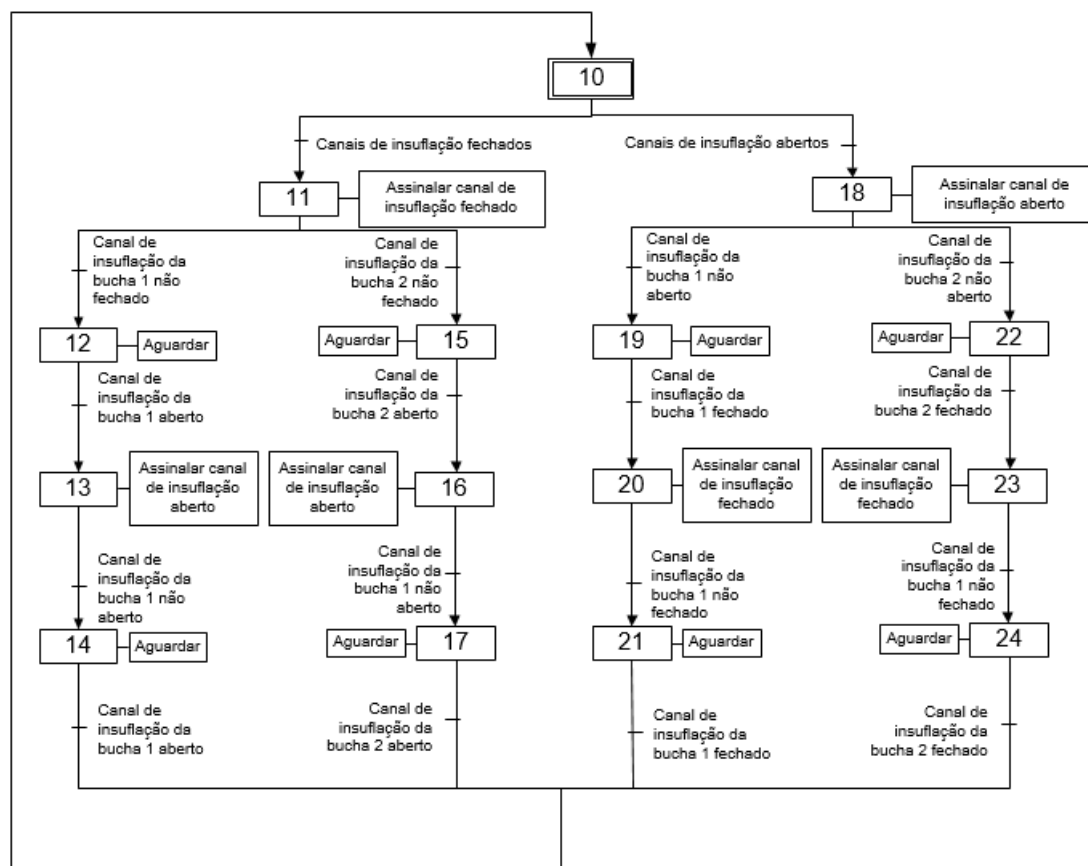 10
Canais de insuflação fechados
Canais de insuflação abertos
11
Assinalar canal de
insuflação fechado
18
Assinalar canal de
insuflação aberto
Canal de
insuflação da
bucha 1 não
fechado
Canal de
insuflação da
bucha 2 não
fechado
Canal de
insuflação da
bucha 1 não
aberto
Canal de
insuflação da
bucha 2 não
aberto
12
Aguardar
Aguardar
15
19
Aguardar
Aguardar
22
Canal de
insuflação da
bucha 1 aberto
Canal de
insuflação da
bucha 2 aberto
Canal de
insuflação da
bucha 1 fechado
Canal de
insuflação da
bucha 2 fechado
13
Assinalar canal
de insuflação
aberto
Assinalar canal
de insuflação
aberto
16
20
Assinalar canal
de insuflação
fechado
Assinalar canal
de insuflação
fechado
23
Canal de
insuflação da
bucha 1 não
aberto
Canal de
insuflação da
bucha 1 não
aberto
Canal de
insuflação da
bucha 1 não
fechado
Canal de
insuflação da
bucha 1 não
fechado
14
Aguardar
Aguardar
17
21
Aguardar
Aguardar
24
Canal de
insuflação da
bucha 1 aberto
Canal de
insuflação da
bucha 2 aberto
Canal de
insuflação da
bucha 1 fechado
Canal de
insuflação da
bucha 2 fechado